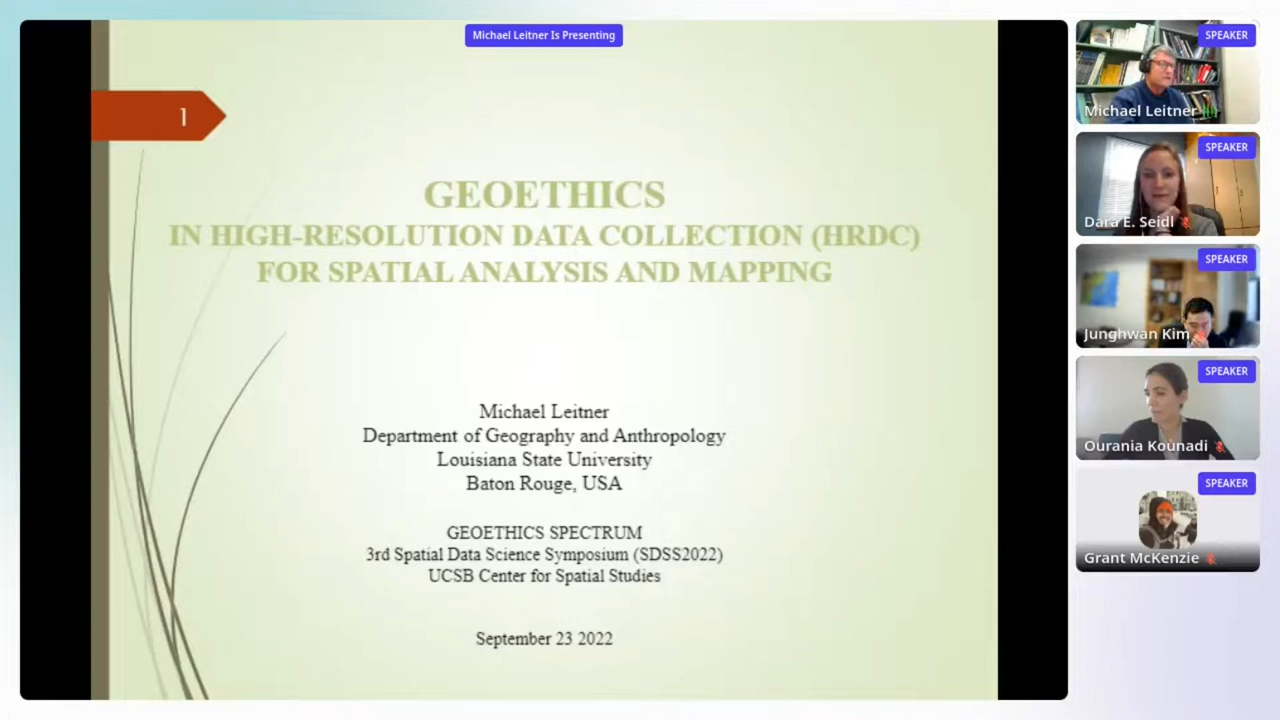 Michael Leitner Is Presenting
1
GEOETHICS
IN HIGH-RESOLUTION DATA COLLECTION (HRDC)
FOR SPATIAL ANALYSIS AND MAPPING
Michael Leitner
Department of Geography and Anthropology
Louisiana State University
Baton Rouge, USA
GEOETHICS SPECTRUM
3rd Spatial Data Science Symposium (SDSS2022)
UCSB Center for Spatial Studies
September 23 2022
SPEAKER
Michael Leitner
SPEAKER
Dara E. Seidl
SPEAKER
Junghwan Kim
SPEAKER
Ourania Kounadi
SPEAKER
Grant McKenzie